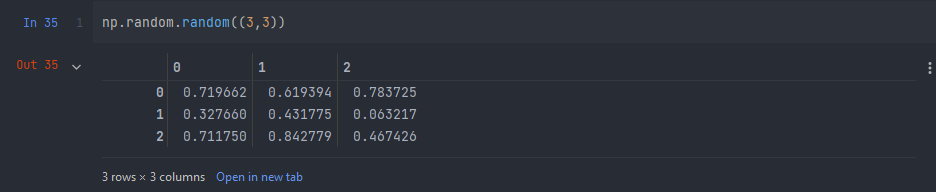 In 35 1 np.random.random((3,3))
Out 35
0 1 2
0 0.719662 0.619394 0.783725
1 0.327660 0.431775 0.063217
2 0.711750 0.842779 0.467426
3 rows × 3 columns Open in new tab